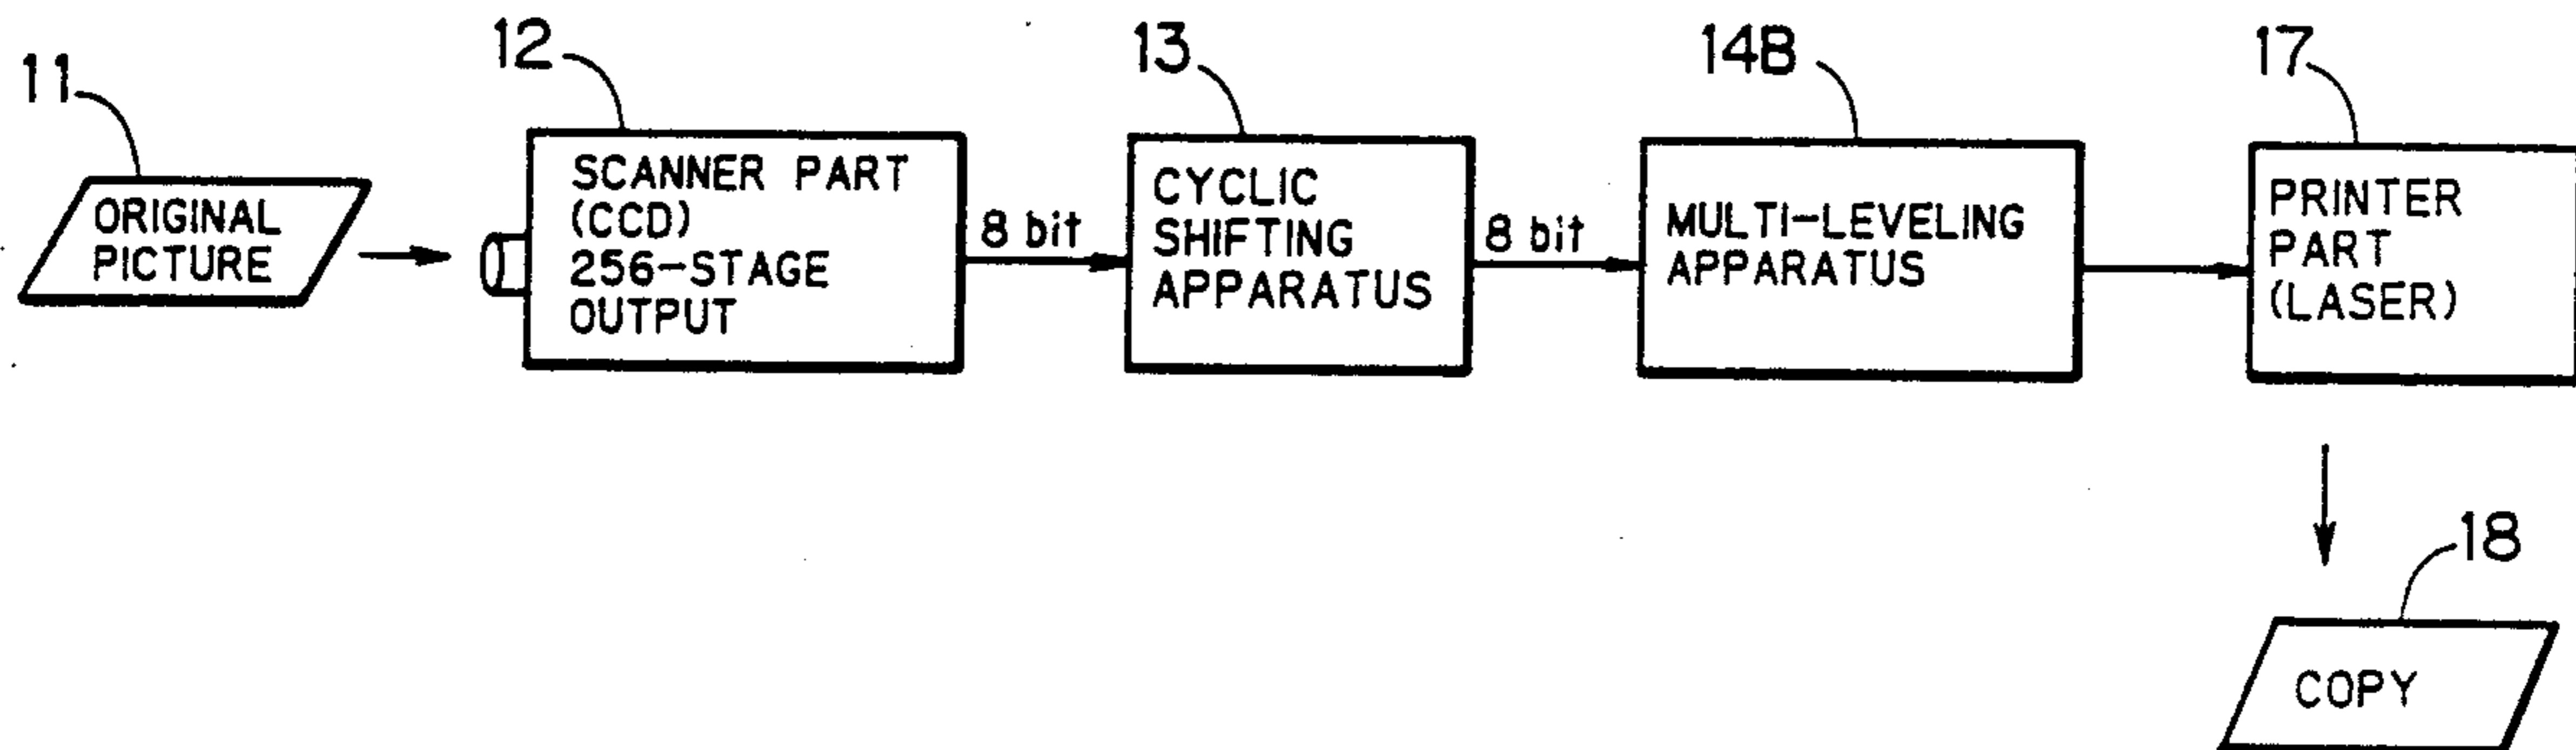 11
ORIGINAL
PICTURE
12
SCANNER PART
(CCD)
256-STAGE
OUTPUT
8 bit
13
CYCLIC
SHIFTING
APPARATUS
8 bit
14B
MULTI-LEVELING
APPARATUS
17
PRINTER
PART
(LASER)
18
COPY